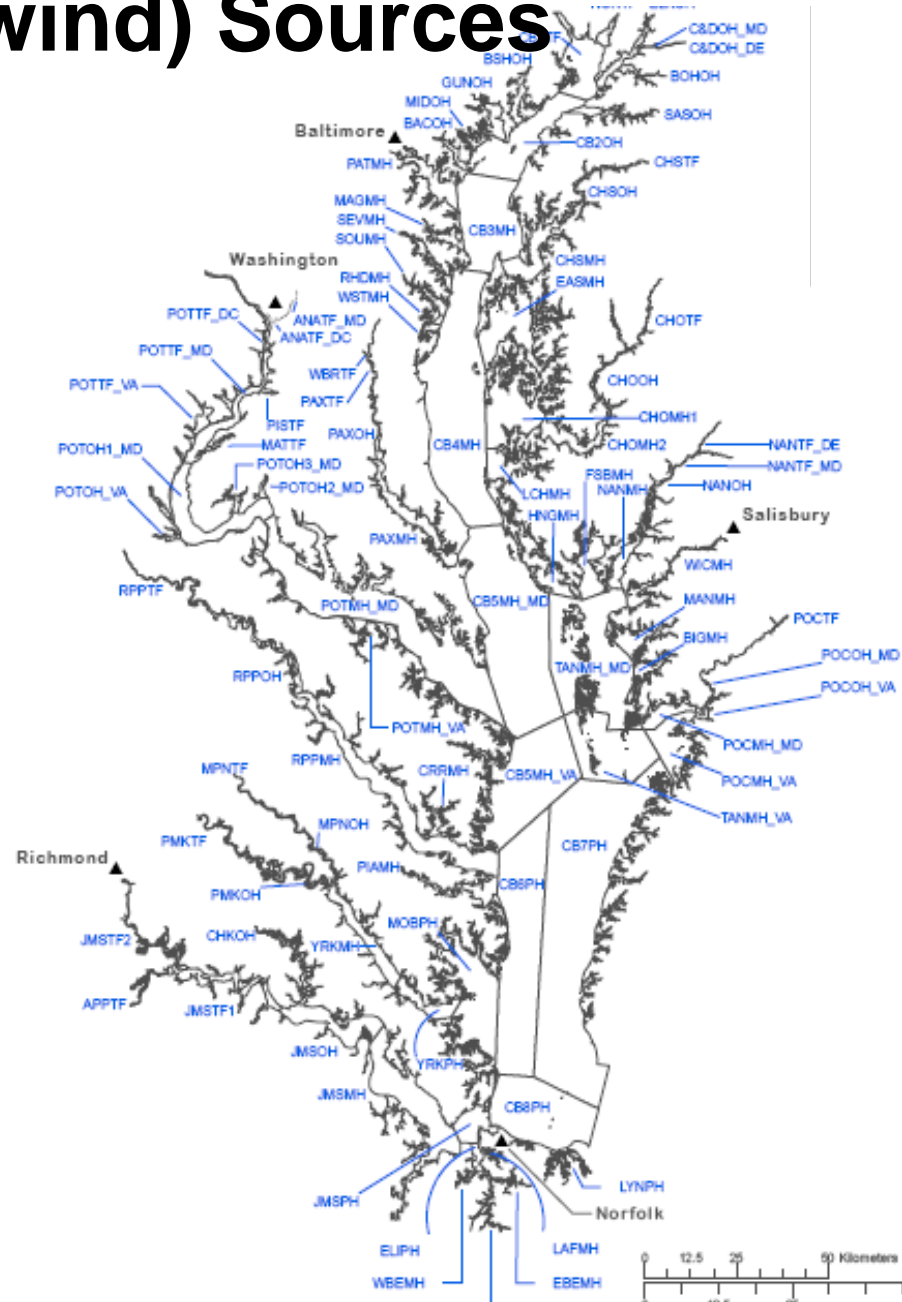 wind) Sources
C&DOH_MD
C&DOH_DE
BSHOH
BOHOH
GUNOH
MIDOH
SASOH
BACOH
Baltimore
CB2OH
PATMH
CHSTF
CHSOH
MAGMH
SEVMH
CB3MH
SOUMH
Washington
CHSMH
RHDMH
EASMH
WSTMH
POTTF_DC
ANATF_MD
CHOTF
ANATF_DC
POTTF_MD
WBRTF
POTTF_VA
CHOOH
PAXTF
CHOMH1
PISTF
PAXOH
MATTF
CB4MH
CHOMH2
NANTF_DE
POTOH1_MD
POTOH3_MD
NANTF_MD
FSBMH
POTOH2_MD
NANMH
NANOH
POTOH_VA
LCHMH
HNGMH
Salisbury
PAXMH
WICMH
RPPTF
MANMH
CB5MH_MD
POTMH_MD
POCTF
BIGMH
POCOH_MD
TANMH_MD
RPPOH
POCOH_VA
POTMH_VA
POCMH_MD
RPPMH
MPNTF
CRRMH
CB5MH_VA
POCMH_VA
TANMH_VA
MPNOH
PMKTF
CB7PH
Richmond
PIAMH
CB6PH
PMKOH
MOBPH
CHKOH
JMSTF2
YRKMH
APPTF
JMSTF1
JMSOH
YRKPH
JMSMH
CB8PH
LYNPH
JMSPH
Norfolk
ELIPH
LAFMH
WBEMH
EBEMH
0 12.5 25 50 Kilometers
0